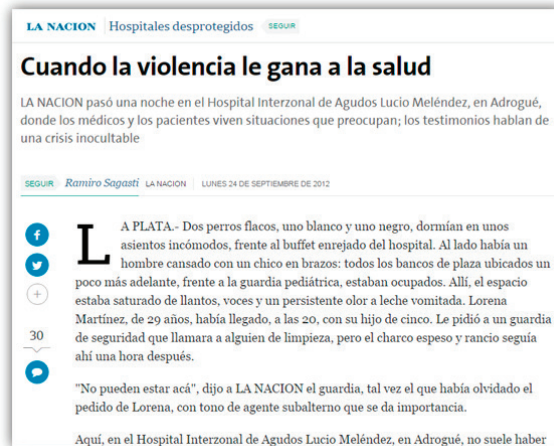 LA NACION | Hospitales desprotegidos SEGUIR
Cuando la violencia le gana a la salud
LA NACION pasó una noche en el Hospital Interzonal de Agudos Lucio Meléndez, en Adrogué,
donde los médicos y los pacientes viven situaciones que preocupan; los testimonios hablan de
una crisis inocultable
SEGUIR Ramiro Sagasti LA NACION | LUNES 24 DE SEPTIEMBRE DE 2012
LA PLATA.- Dos perros flacos, uno blanco y uno negro, dormían en unos
asientos incómodos, frente al buffet enrejado del hospital. Al lado había un
hombre cansado con un chico en brazos: todos los bancos de plaza ubicados un
poco más adelante, frente a la guardia pediátrica, estaban ocupados. Allí, el espacio
estaba saturado de llantos, voces y un persistente olor a leche vomitada. Lorena
Martínez, de 29 años, había llegado, a las 20, con su hijo de cinco. Le pidió a un guardia
de seguridad que llamara a alguien de limpieza, pero el charco espeso y rancio seguía
ahí una hora después.
30
"No pueden estar acá", dijo a LA NACION el guardia, tal vez el que había olvidado el
pedido de Lorena, con tono de agente subalterno que se da importancia.
Aquí, en el Hospital Interzonal de Agudos Lucio Meléndez, en Adrogué, no suele haber